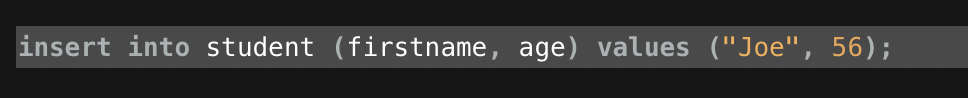 insert into student (firstname, age) values ("Joe", 56);